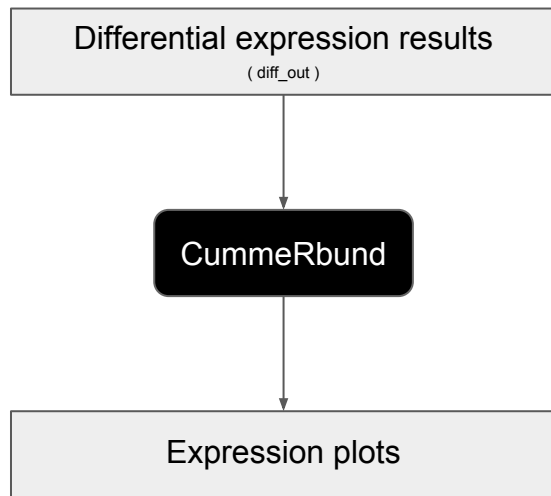 Differential expression results
( diff_out )
CummeRbund
Expression plots